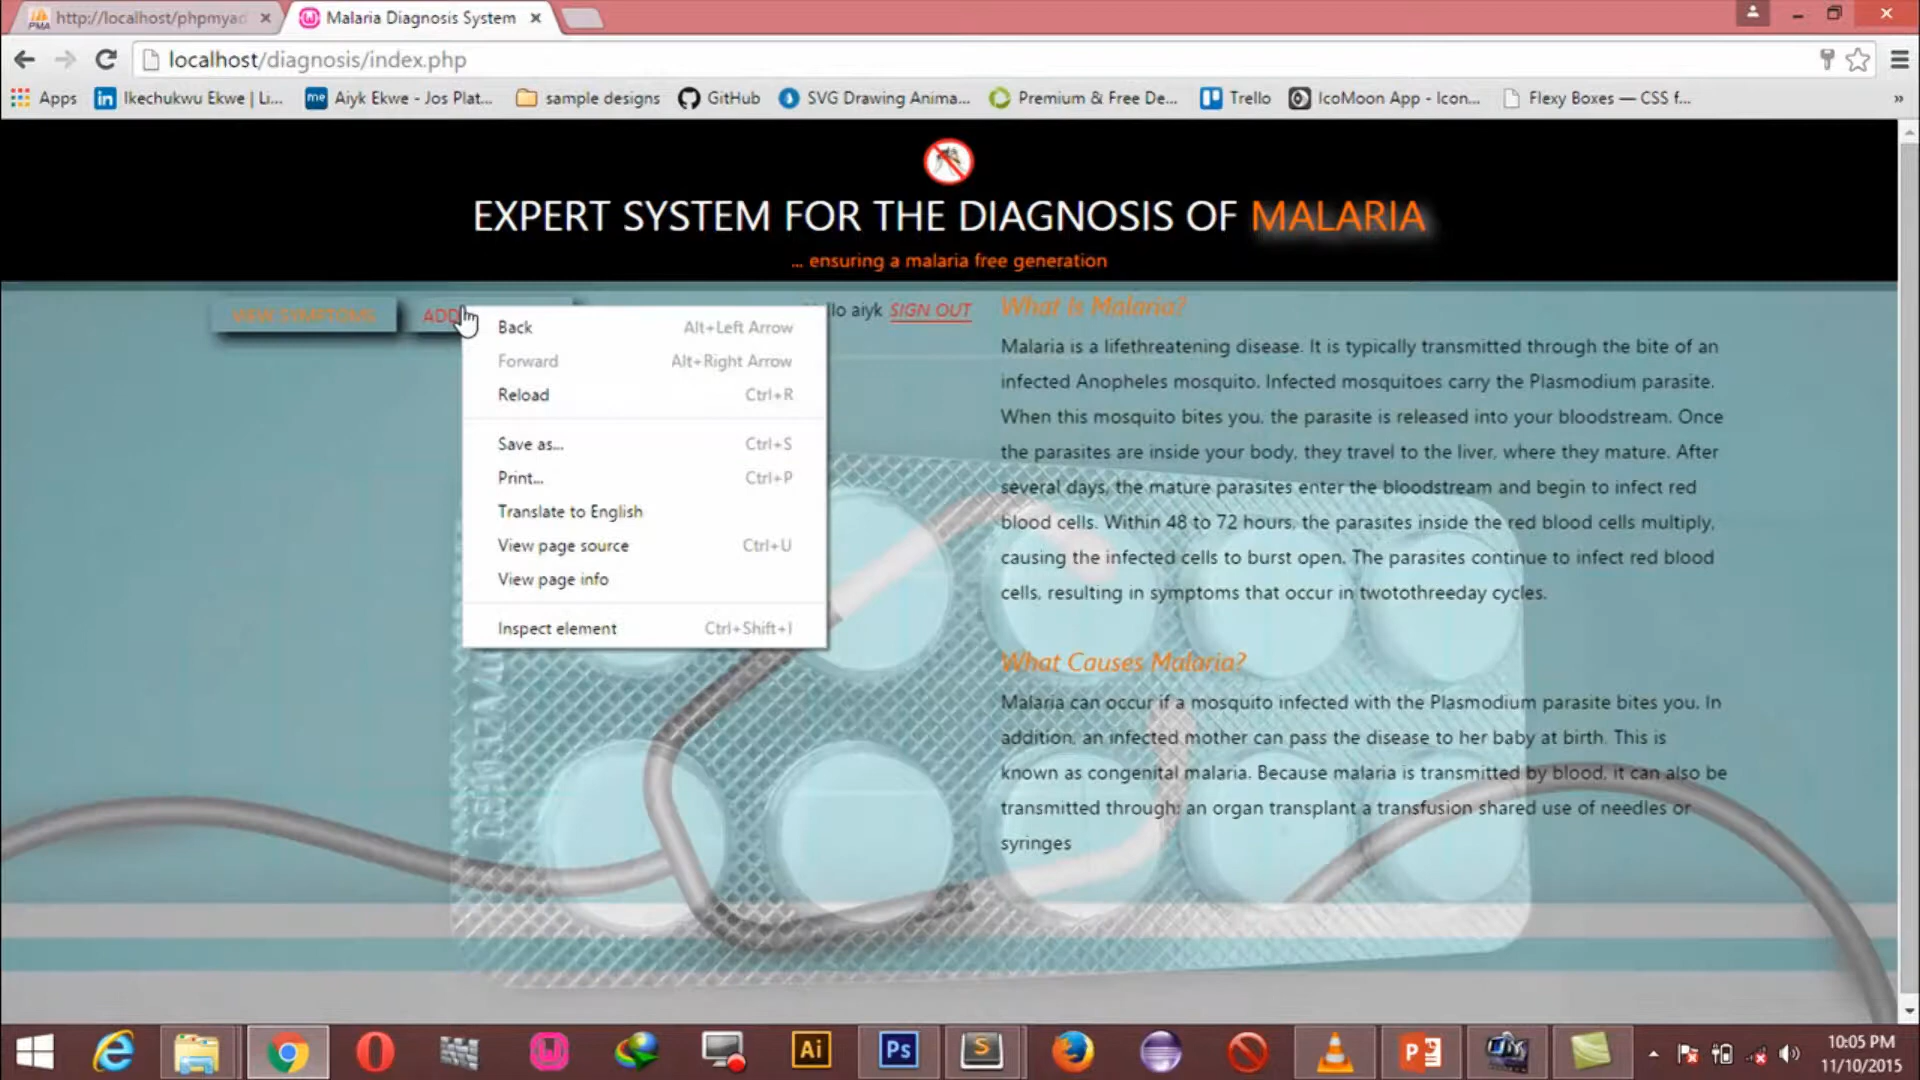 http://localhost/phpmyad
Malaria Diagnosis System
localhost/diagnosis/index.php
Apps
Ikechukwu Ekwe | Li...
Aiyk Ekwe - Jos Plat...
sample designs
GitHub
SVG Drawing Anima...
Premium & Free De...
Trello
IcoMoon App - Icon...
Flexy Boxes — CSS f...
»
EXPERT SYSTEM FOR THE DIAGNOSIS OF MALARIA
... ensuring a malaria free generation
VIEW SYMPTOMS
ADD
llo aiyk SIGN OUT
Back Alt+Left Arrow
Forward Alt+Right Arrow
Reload Ctrl+R
Save as... Ctrl+S
Print... Ctrl+P
Translate to English
View page source Ctrl+U
View page info
Inspect element Ctrl+Shift+I
What Is Malaria?
Malaria is a lifethreatening disease. It is typically transmitted through the bite of an
infected Anopheles mosquito. Infected mosquitoes carry the Plasmodium parasite.
When this mosquito bites you, the parasite is released into your bloodstream. Once
the parasites are inside your body, they travel to the liver, where they mature. After
several days, the mature parasites enter the bloodstream and begin to infect red
blood cells. Within 48 to 72 hours, the parasites inside the red blood cells multiply,
causing the infected cells to burst open. The parasites continue to infect red blood
cells, resulting in symptoms that occur in twotothreeday cycles.
What Causes Malaria?
Malaria can occur if a mosquito infected with the Plasmodium parasite bites you. In
addition, an infected mother can pass the disease to her baby at birth. This is
known as congenital malaria. Because malaria is transmitted by blood, it can also be
transmitted through: an organ transplant a transfusion shared use of needles or
syringes
Ai
Ps
10:05 PM
11/10/2015